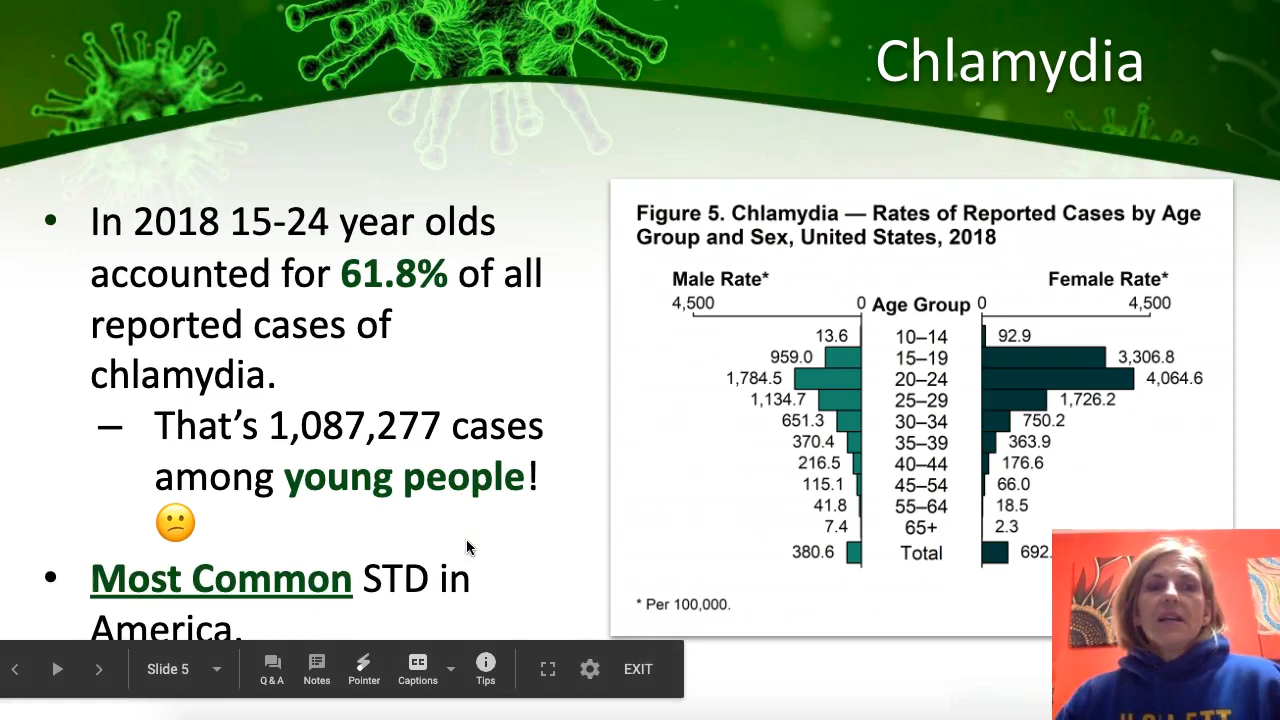 Chlamydia
• In 2018 15-24 year olds
accounted for 61.8% of all
reported cases of
chlamydia.
– That’s 1,087,277 cases
among young people!
😕
• Most Common STD in
America.
Figure 5. Chlamydia — Rates of Reported Cases by Age
Group and Sex, United States, 2018
Male Rate* Female Rate*
4,500 0 Age Group 0 4,500
13.6 10–14 92.9
959.0 15–19 3,306.8
1,784.5 20–24 4,064.6
1,134.7 25–29 1,726.2
651.3 30–34 750.2
370.4 35–39 363.9
216.5 40–44 176.6
115.1 45–54 66.0
41.8 55–64 18.5
7.4 65+ 2.3
380.6 Total 692.
* Per 100,000.
Slide 5 Q & A Notes Pointer Captions Tips EXIT